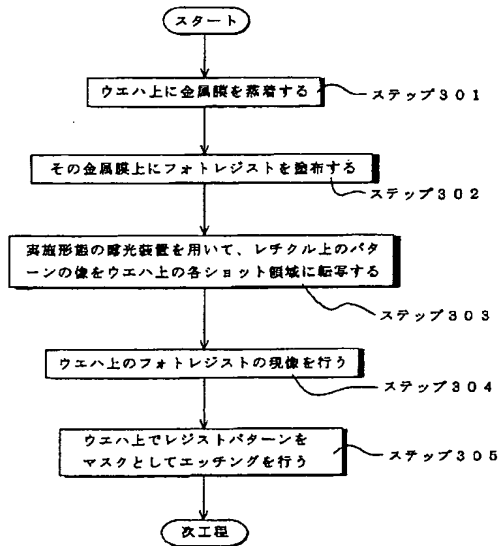 スタート
ウエハ上に金属膜を蒸着する
ステップ301
その金属膜上にフォトレジストを塗布する
ステップ302
実施形態の露光装置を用いて、レチクル上のパタ
ーンの像をウエハ上の各ショット領域に転写する
ステップ303
ウエハ上のフォトレジストの現像を行う
ステップ304
ウエハ上でレジストパターンを
マスクとしてエッチングを行う
ステップ305
次工程